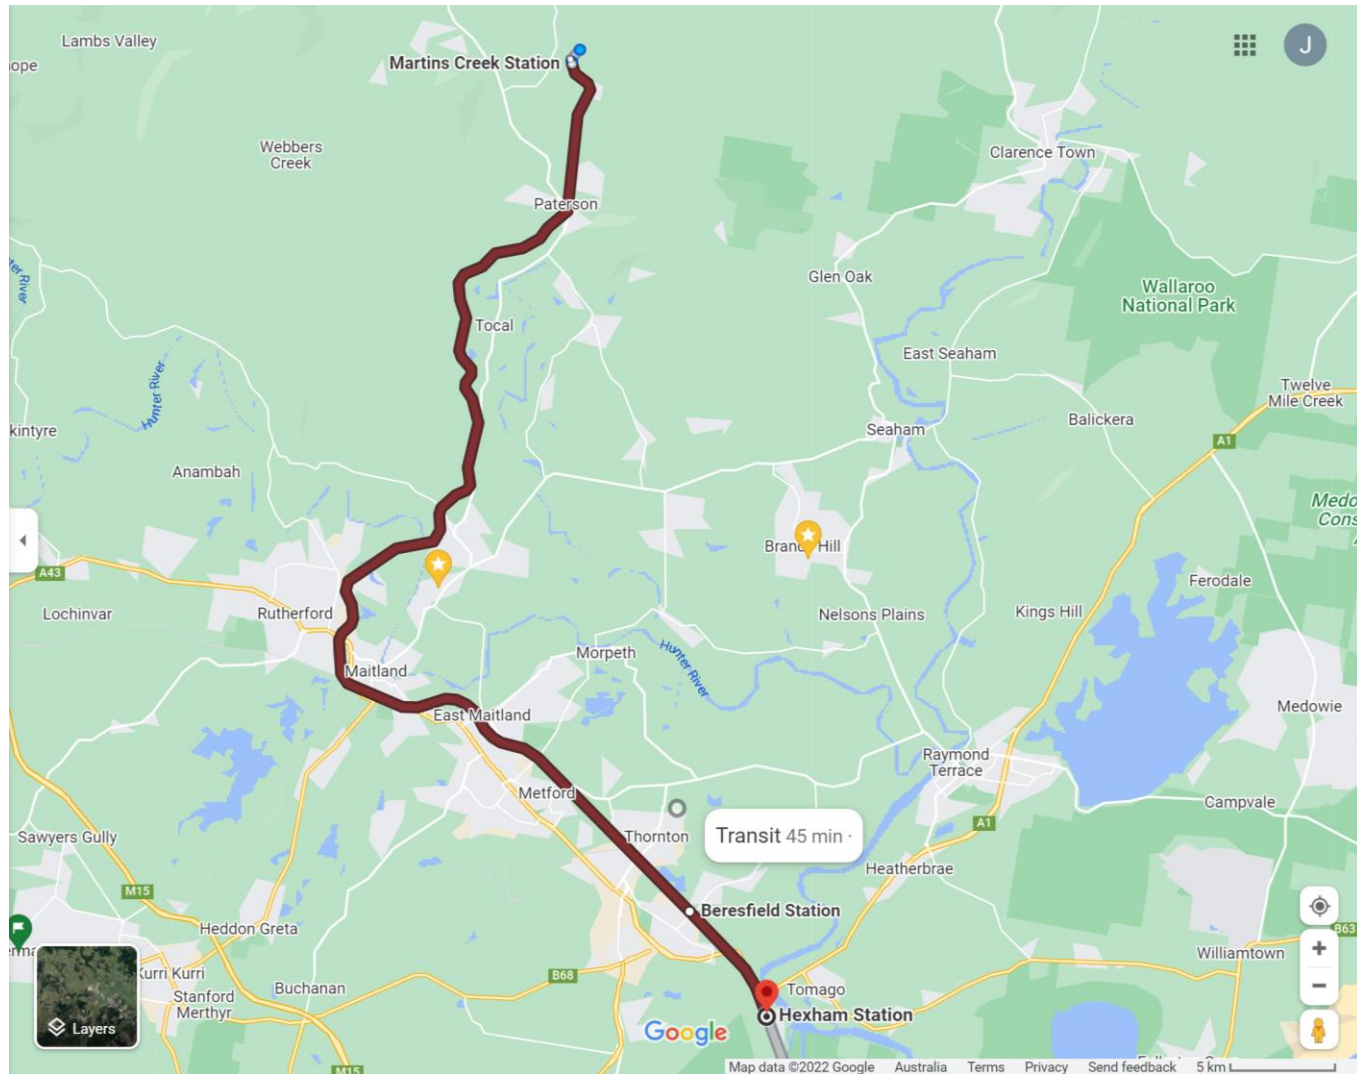 Lambs Valley
Martins Creek Station
J
Webbers
Creek
Clarence Town
Paterson
Glen Oak
Wallaroo
National Park
Tocal
East Seaham
Hunter River
Twelve
Mile Creek
Balickera
Seaham
A1
Anambah
Hill
A43
Ferodale
Lochinvar
Rutherford
Nelsons Plains
Kings Hill
Morpeth
Hunter River
Maitland
Medowie
East Maitland
Raymond
Terrace
Metford
Campvale
Sawyers Gully
Thornton
Transit 45 min ·
A1
Heatherbrae
M15
Beresfield Station
Heddon Greta
B63
Williamtown
Kurri Kurri
B68
Buchanan
Tomago
Stanford
Merthyr
Hexham Station
Layers
Google
M15
Map data ©2022 Google Australia Terms Privacy Send feedback 5 km